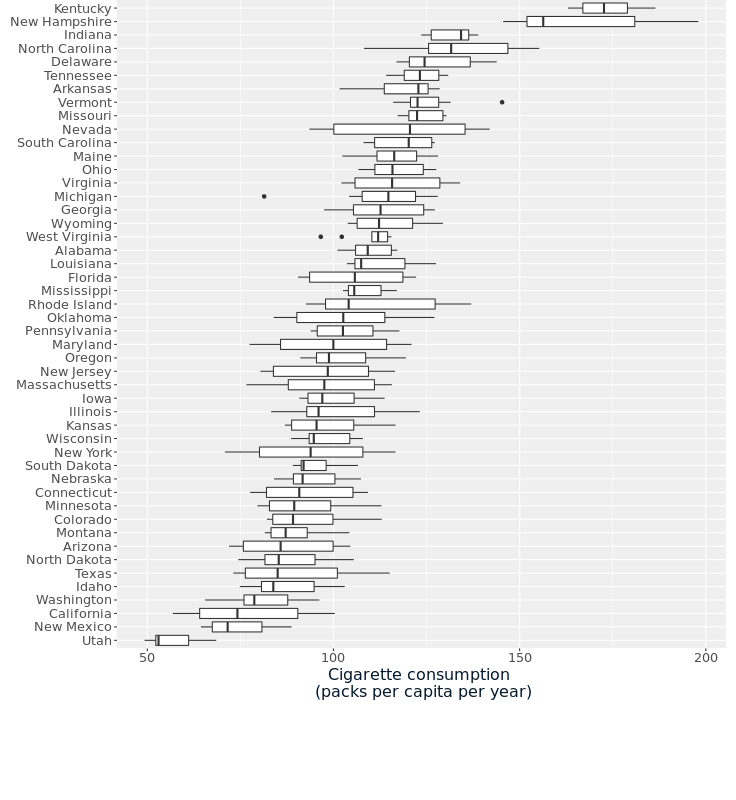 Kentucky
New Hampshire
Indiana
North Carolina
Delaware
Tennessee
Arkansas
Vermont
Missouri
Nevada
South Carolina
Maine
Ohio
Virginia
Michigan
Georgia
Wyoming
West Virginia
Alabama
Louisiana
Florida
Mississippi
Rhode Island
Oklahoma
Pennsylvania
Maryland
Oregon
New Jersey
Massachusetts
Iowa
Illinois
Kansas
Wisconsin
New York
South Dakota
Nebraska
Connecticut
Minnesota
Colorado
Montana
Arizona
North Dakota
Texas
Idaho
Washington
California
New Mexico
Utah
50 100 150 200
Cigarette consumption
(packs per capita per year)